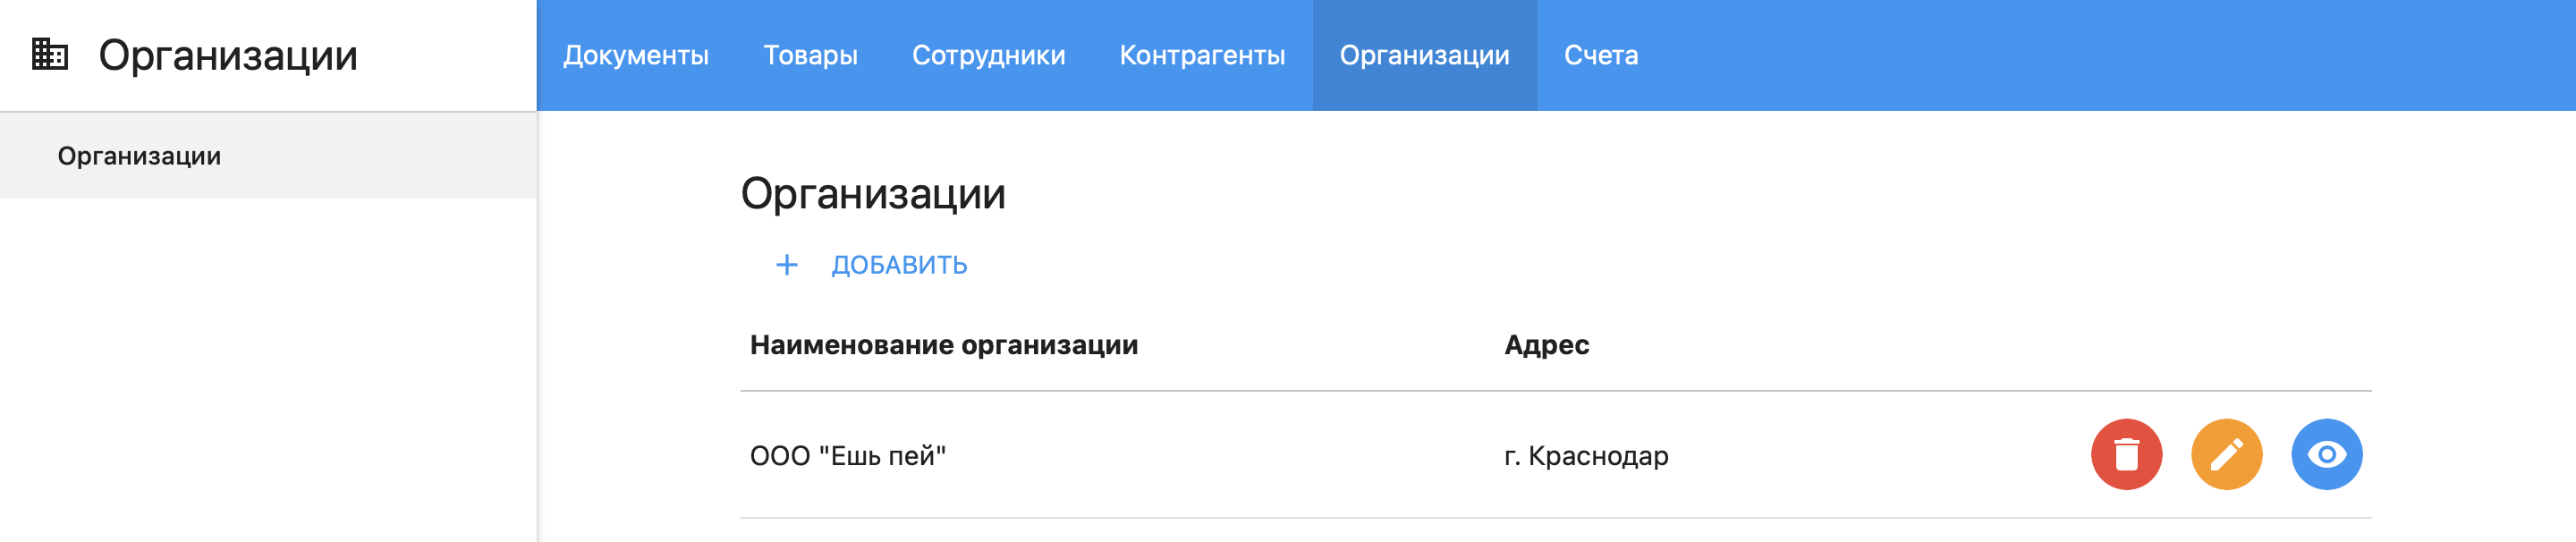 Организации
Документы Товары Сотрудники Контрагенты Организации Счета
Организации
Организации
ДОБАВИТЬ
Наименование организации Адрес
ООО "Ешь пей" г. Краснодар